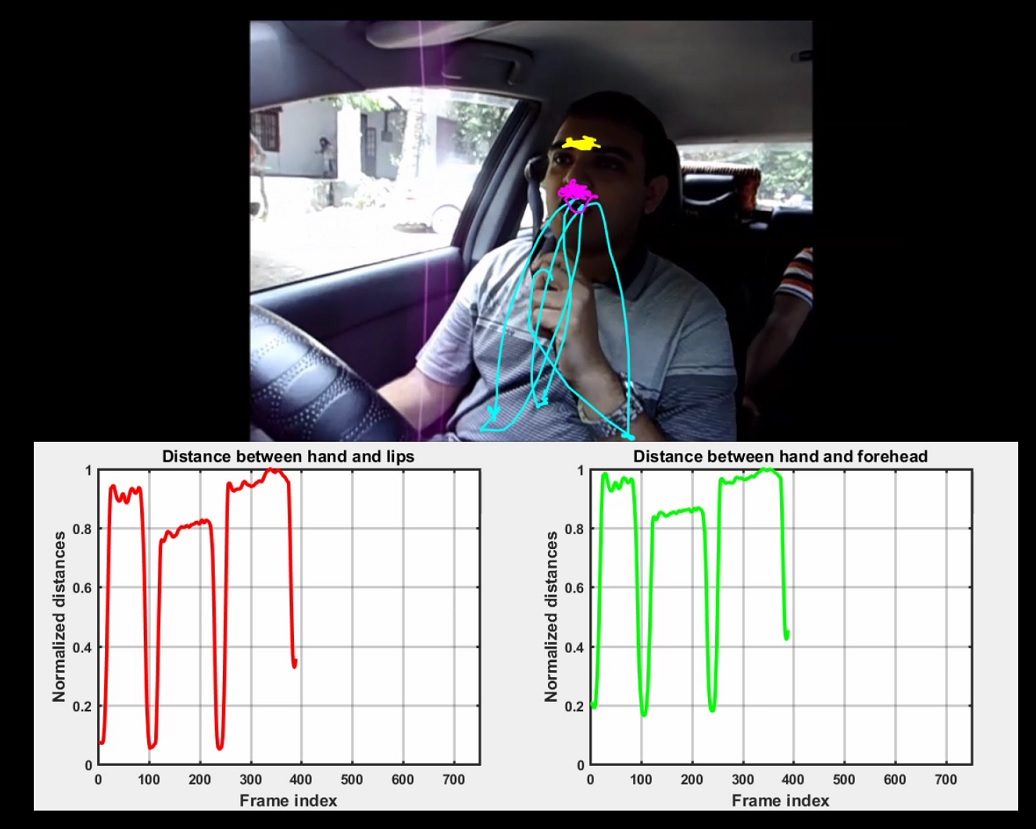 Distance between hand and lips
Normalized distances
1
0.8
0.6
0.4
0.2
0
0 100 200 300 400 500 600 700
Frame index
Distance between hand and forehead
Normalized distances
1
0.8
0.6
0.4
0.2
0
0 100 200 300 400 500 600 700
Frame index